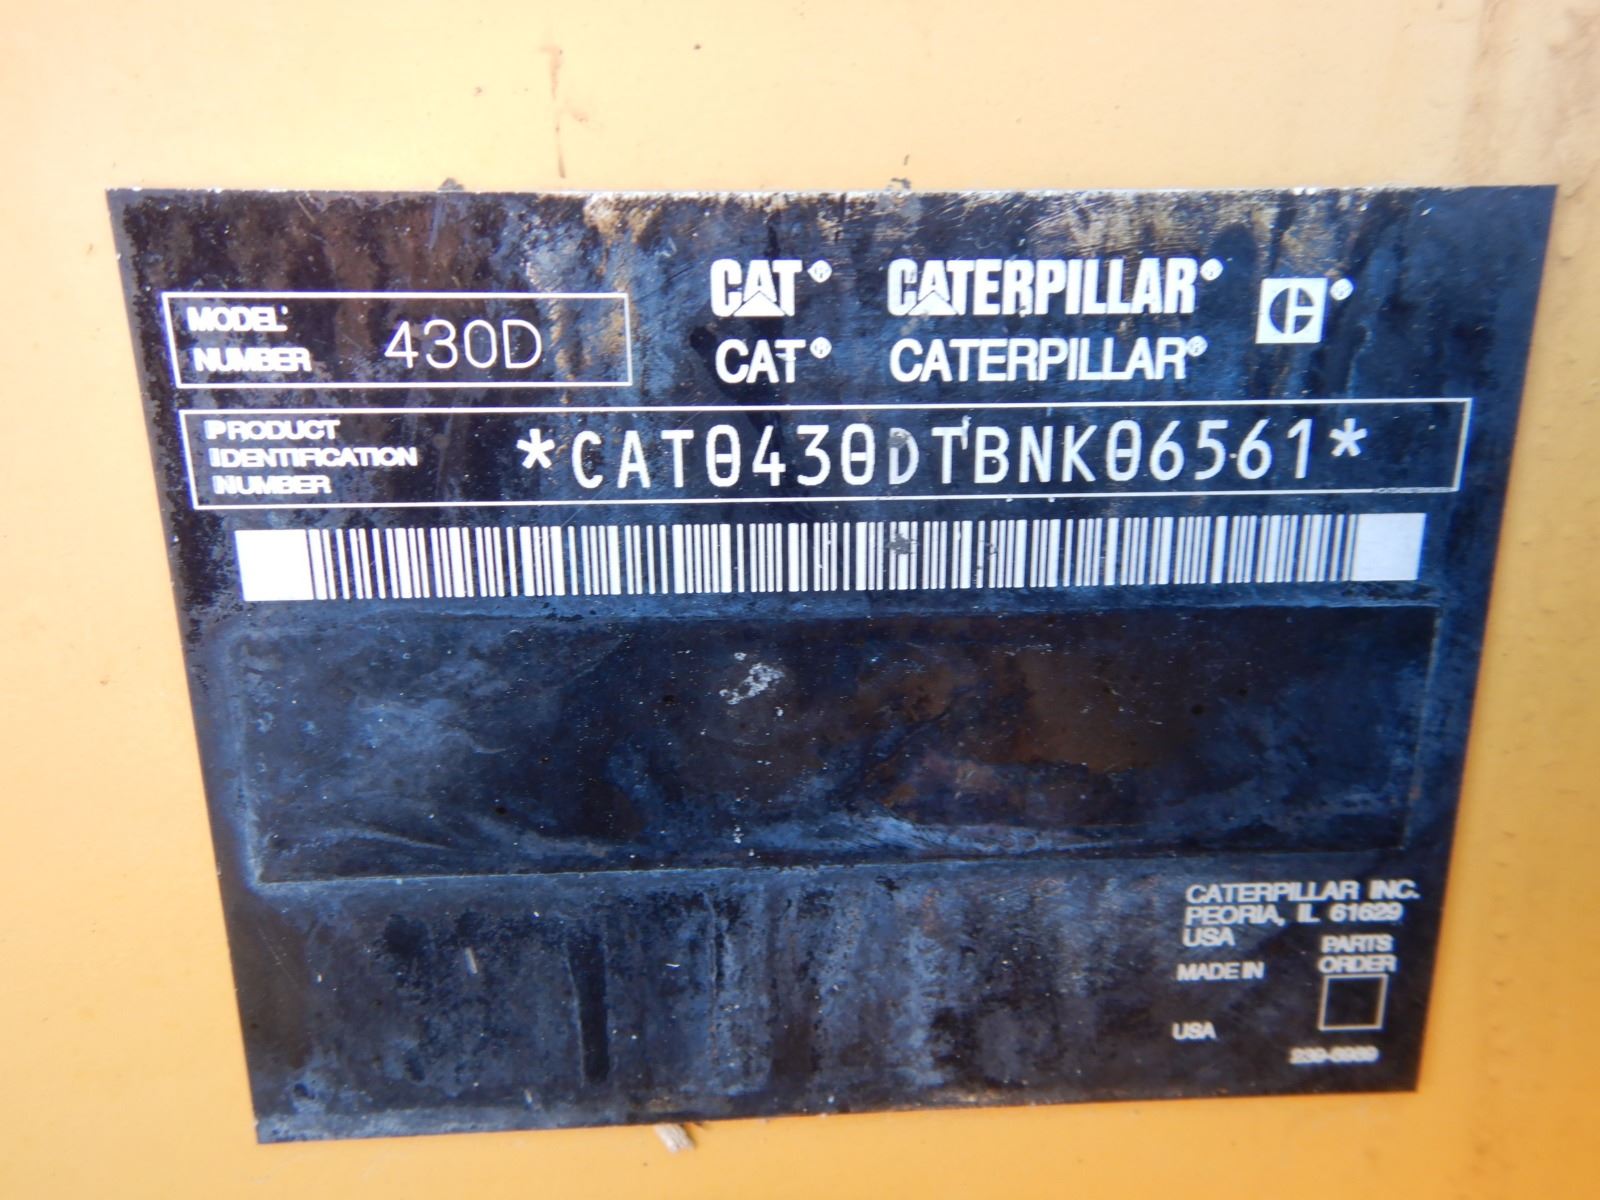 MODEL NUMBER 430D
CAT® CATERPILLAR® ®
CAT® CATERPILLAR®
PRODUCT
IDENTIFICATION
NUMBER
*CAT0430DTBNK06561*
CATERPILLAR INC.
PEORIA, IL 61629
USA
PARTS
ORDER
MADE IN
USA